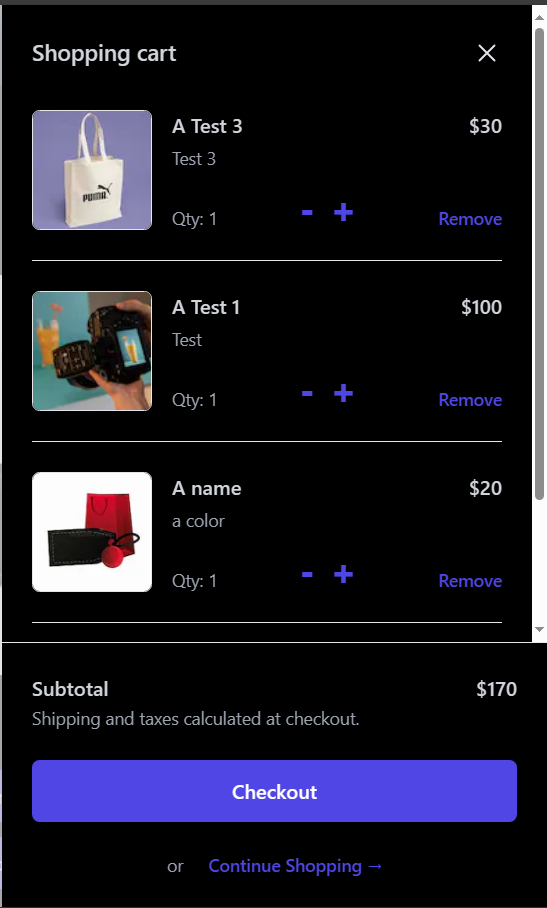 Shopping cart
A Test 3 $30
Test 3
PUMA
Qty: 1 - + Remove
A Test 1 $100
Test
Qty: 1 - + Remove
A name $20
a color
Qty: 1 - + Remove
Subtotal $170
Shipping and taxes calculated at checkout.
Checkout
or Continue Shopping →